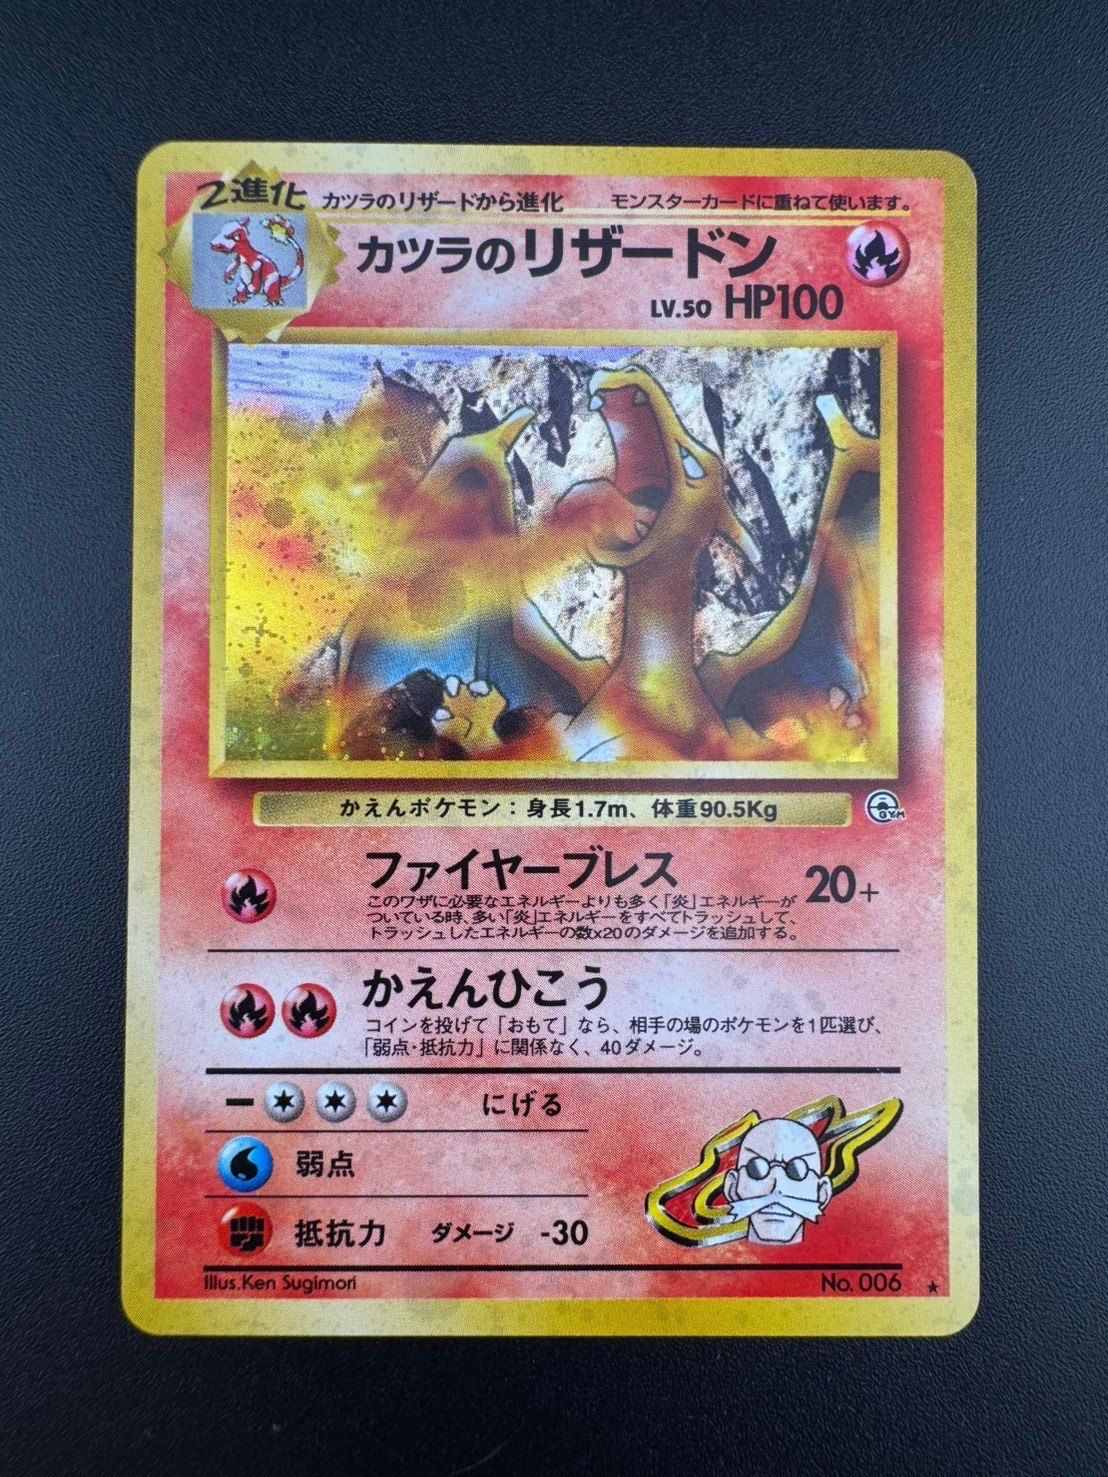 2進化
カツラのリザードから進化
モンスターカードに重ねて使います。
カツラのリザードン
LV.50 HP100
かえんポケモン：身長1.7m、体重90.5Kg
GYM
ファイヤーブレス 20+
このワザに必要なエネルギーよりも多く「炎」エネルギーが
ついている時、多い「炎」エネルギーをすべてトラッシュして、
トラッシュしたエネルギーの数x20のダメージを追加する。
かえんひこう
コインを投げて「おもて」なら、相手の場のポケモンを1匹選び、
「弱点・抵抗力」に関係なく、40ダメージ。
ー にげる
弱点
抵抗力 ダメージ -30
Illus.Ken Sugimori
No. 006 ★